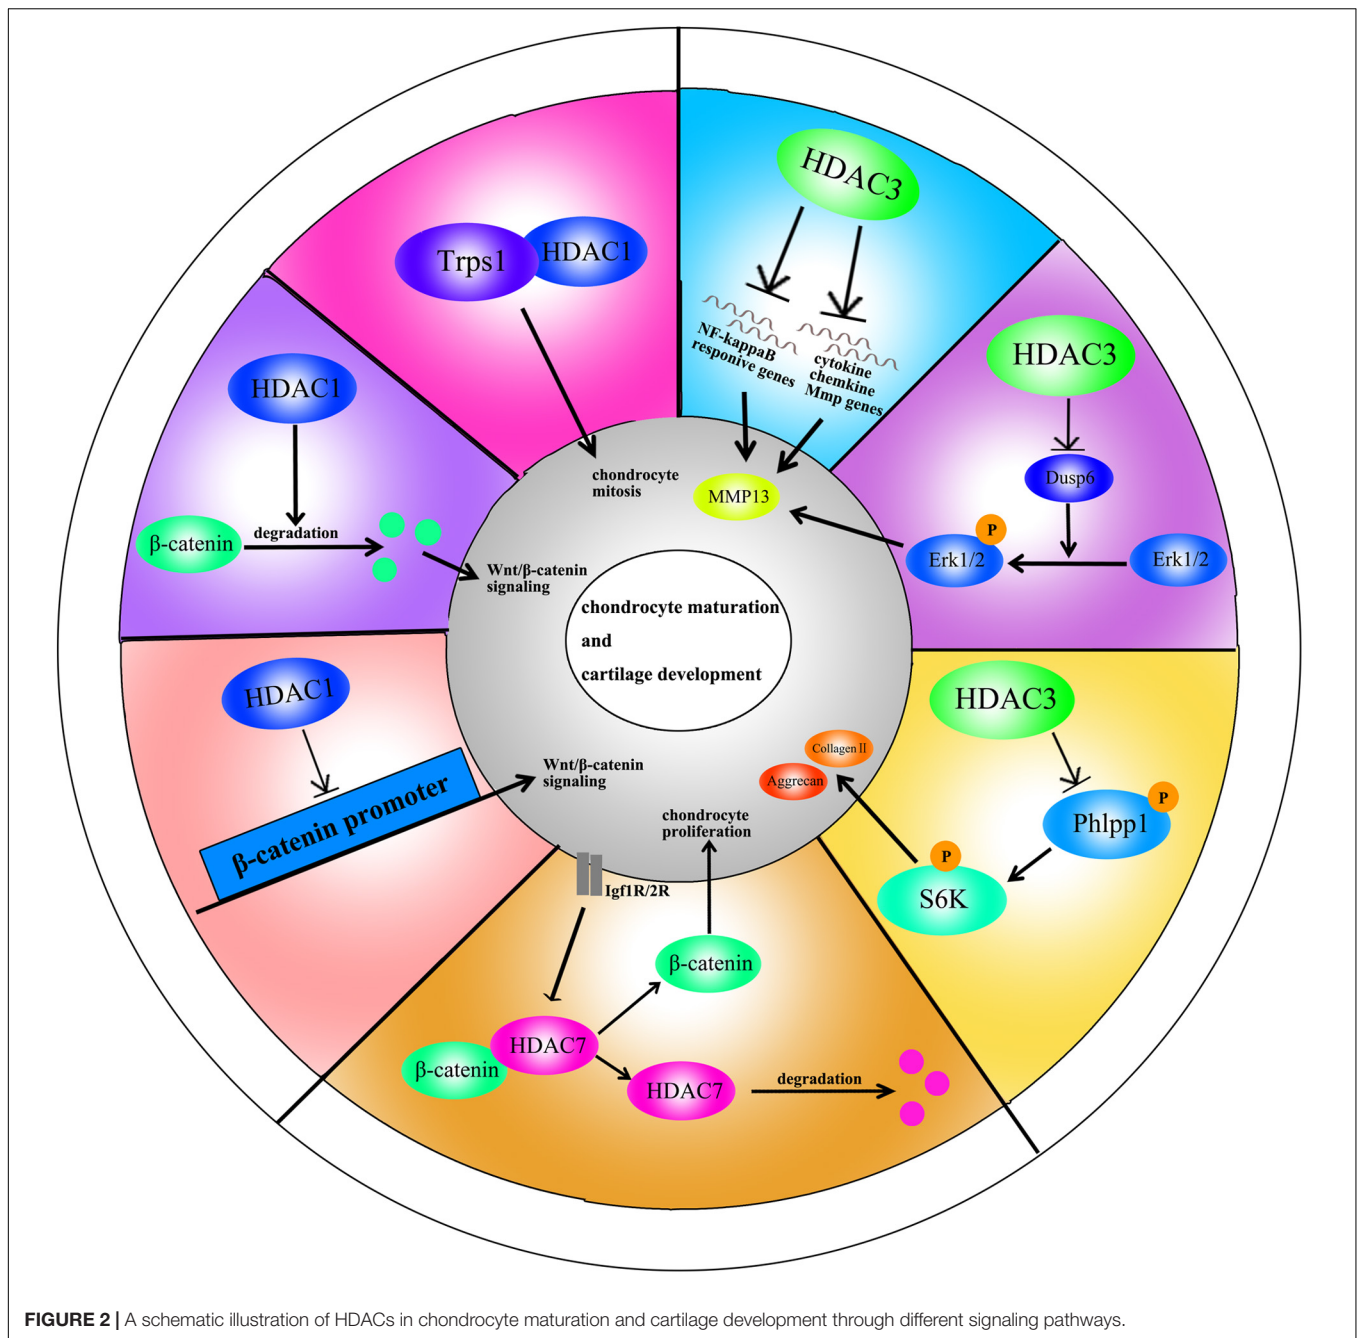 HDAC3
NF-kappaB
responive genes
cytokine
chemkine
Mmp genes
MMP13
HDAC3
Dusp6
P
Erk1/2
Erk1/2
HDAC3
P
Phlpp1
P
S6K
Collagen II
Aggrecan
Igf1R/2R
chondrocyte
proliferation
β-catenin
β-catenin
HDAC7
HDAC7
degradation
HDAC1
β-catenin promoter
Wnt/β-catenin
signaling
HDAC1
β-catenin
degradation
Wnt/β-catenin
signaling
Trps1
HDAC1
chondrocyte
mitosis
chondrocyte maturation
and
cartilage development
FIGURE 2 | A schematic illustration of HDACs in chondrocyte maturation and cartilage development through different signaling pathways.